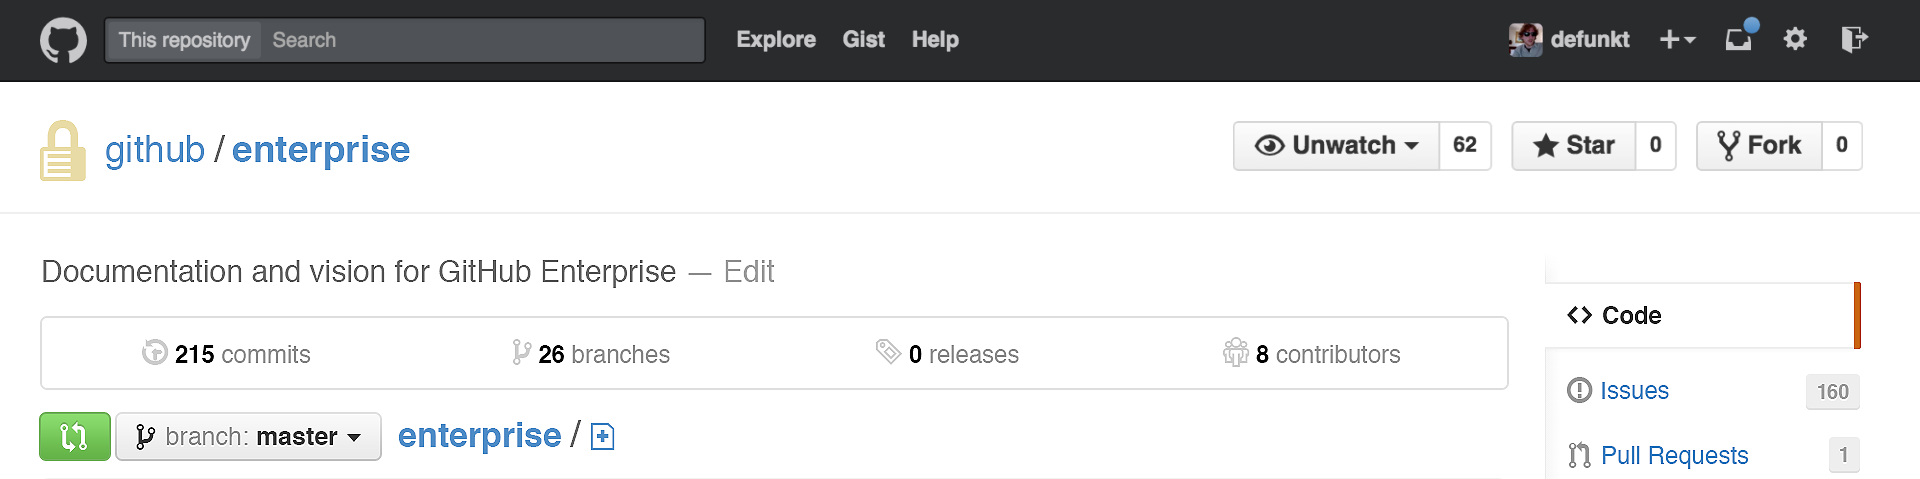 This repository Search Explore Gist Help defunkt
github / enterprise Unwatch 62 Star 0 Fork 0
Documentation and vision for GitHub Enterprise — Edit
Code
215 commits 26 branches 0 releases 8 contributors
Issues 160
branch: master enterprise /
Pull Requests 1